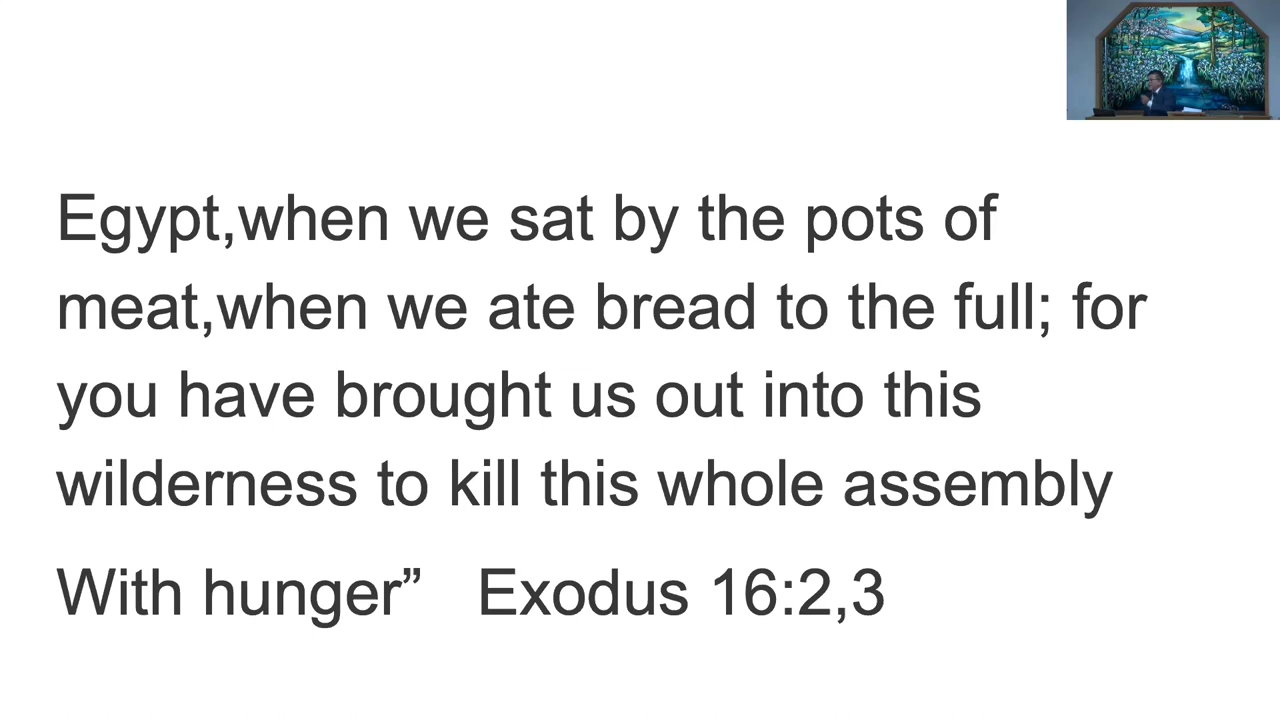 Egypt,when we sat by the pots of
meat,when we ate bread to the full; for
you have brought us out into this
wilderness to kill this whole assembly
With hunger”   Exodus 16:2,3